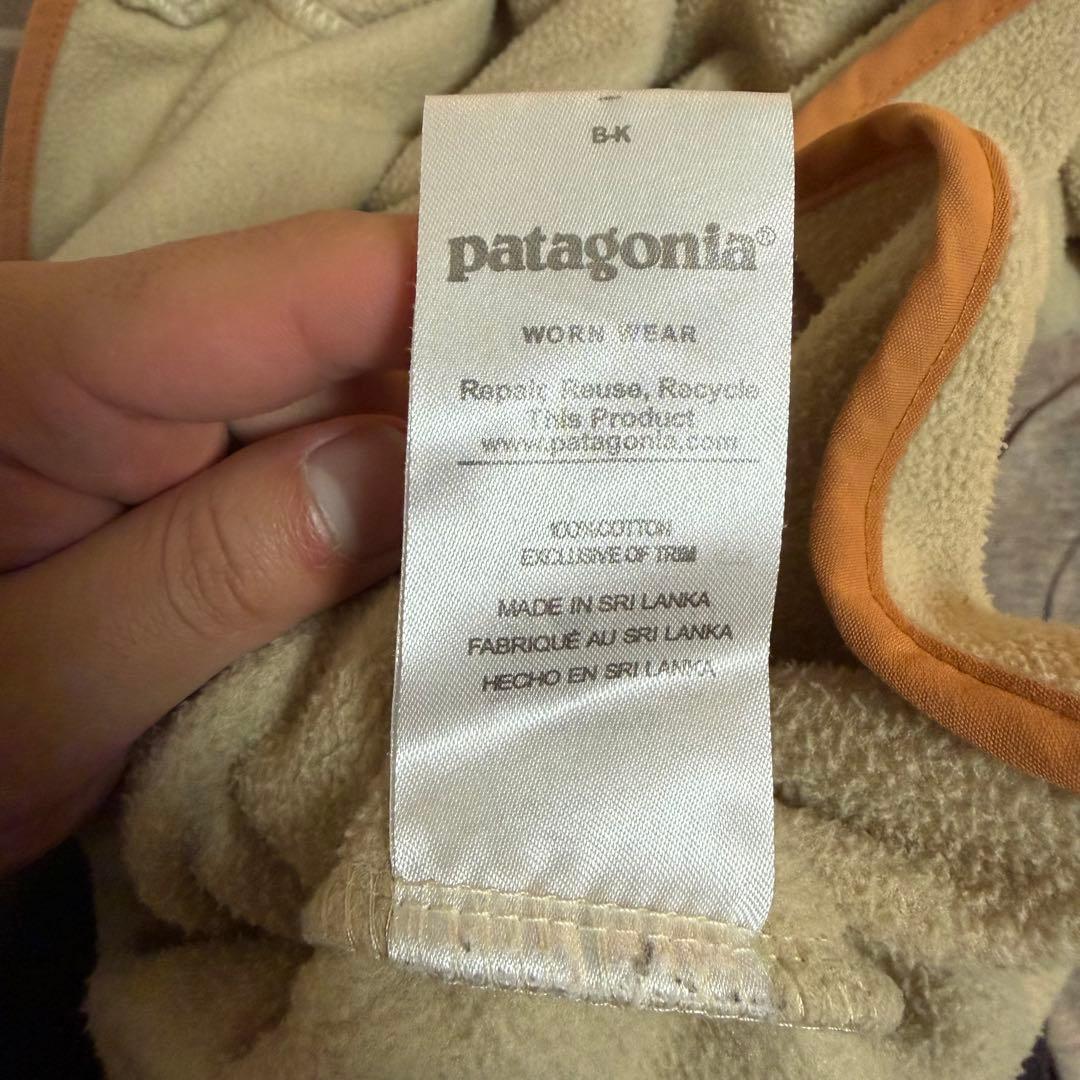 B-K
patagonia®
WORN WEAR
Repair, Reuse, Recycle
This Product
www.patagonia.com
100% COTTON
EXCLUSIVE OF TRIM
MADE IN SRI LANKA
FABRIQUÉ AU SRI LANKA
HECHO EN SRI LANKA